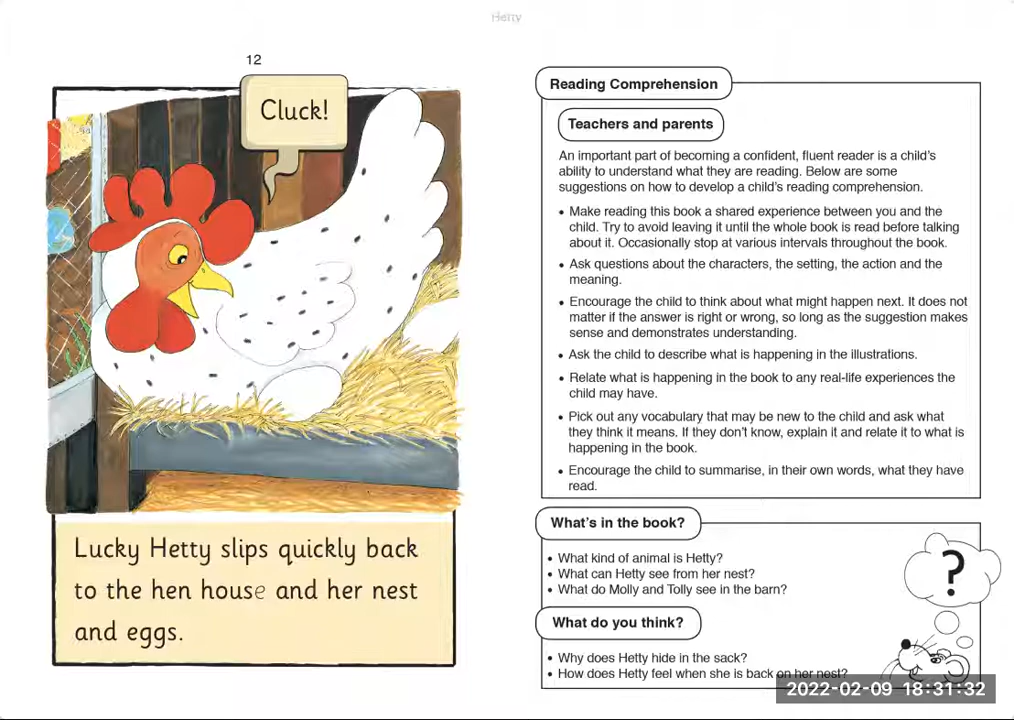 Hetty
12
Cluck!
Lucky Hetty slips quickly back
to the hen house and her nest
and eggs.
Reading Comprehension
Teachers and parents
An important part of becoming a confident, fluent reader is a child's
ability to understand what they are reading. Below are some
suggestions on how to develop a child's reading comprehension.
• Make reading this book a shared experience between you and the
child. Try to avoid leaving it until the whole book is read before talking
about it. Occasionally stop at various intervals throughout the book.
• Ask questions about the characters, the setting, the action and the
meaning.
• Encourage the child to think about what might happen next. It does not
matter if the answer is right or wrong, so long as the suggestion makes
sense and demonstrates understanding.
• Ask the child to describe what is happening in the illustrations.
• Relate what is happening in the book to any real-life experiences the
child may have.
• Pick out any vocabulary that may be new to the child and ask what
they think it means. If they don't know, explain it and relate it to what is
happening in the book.
• Encourage the child to summarise, in their own words, what they have
read.
What's in the book?
• What kind of animal is Hetty?
• What can Hetty see from her nest?
• What do Molly and Tolly see in the barn?
?
What do you think?
• Why does Hetty hide in the sack?
• How does Hetty feel when she is back on her nest?
2022-02-09 18:31:32